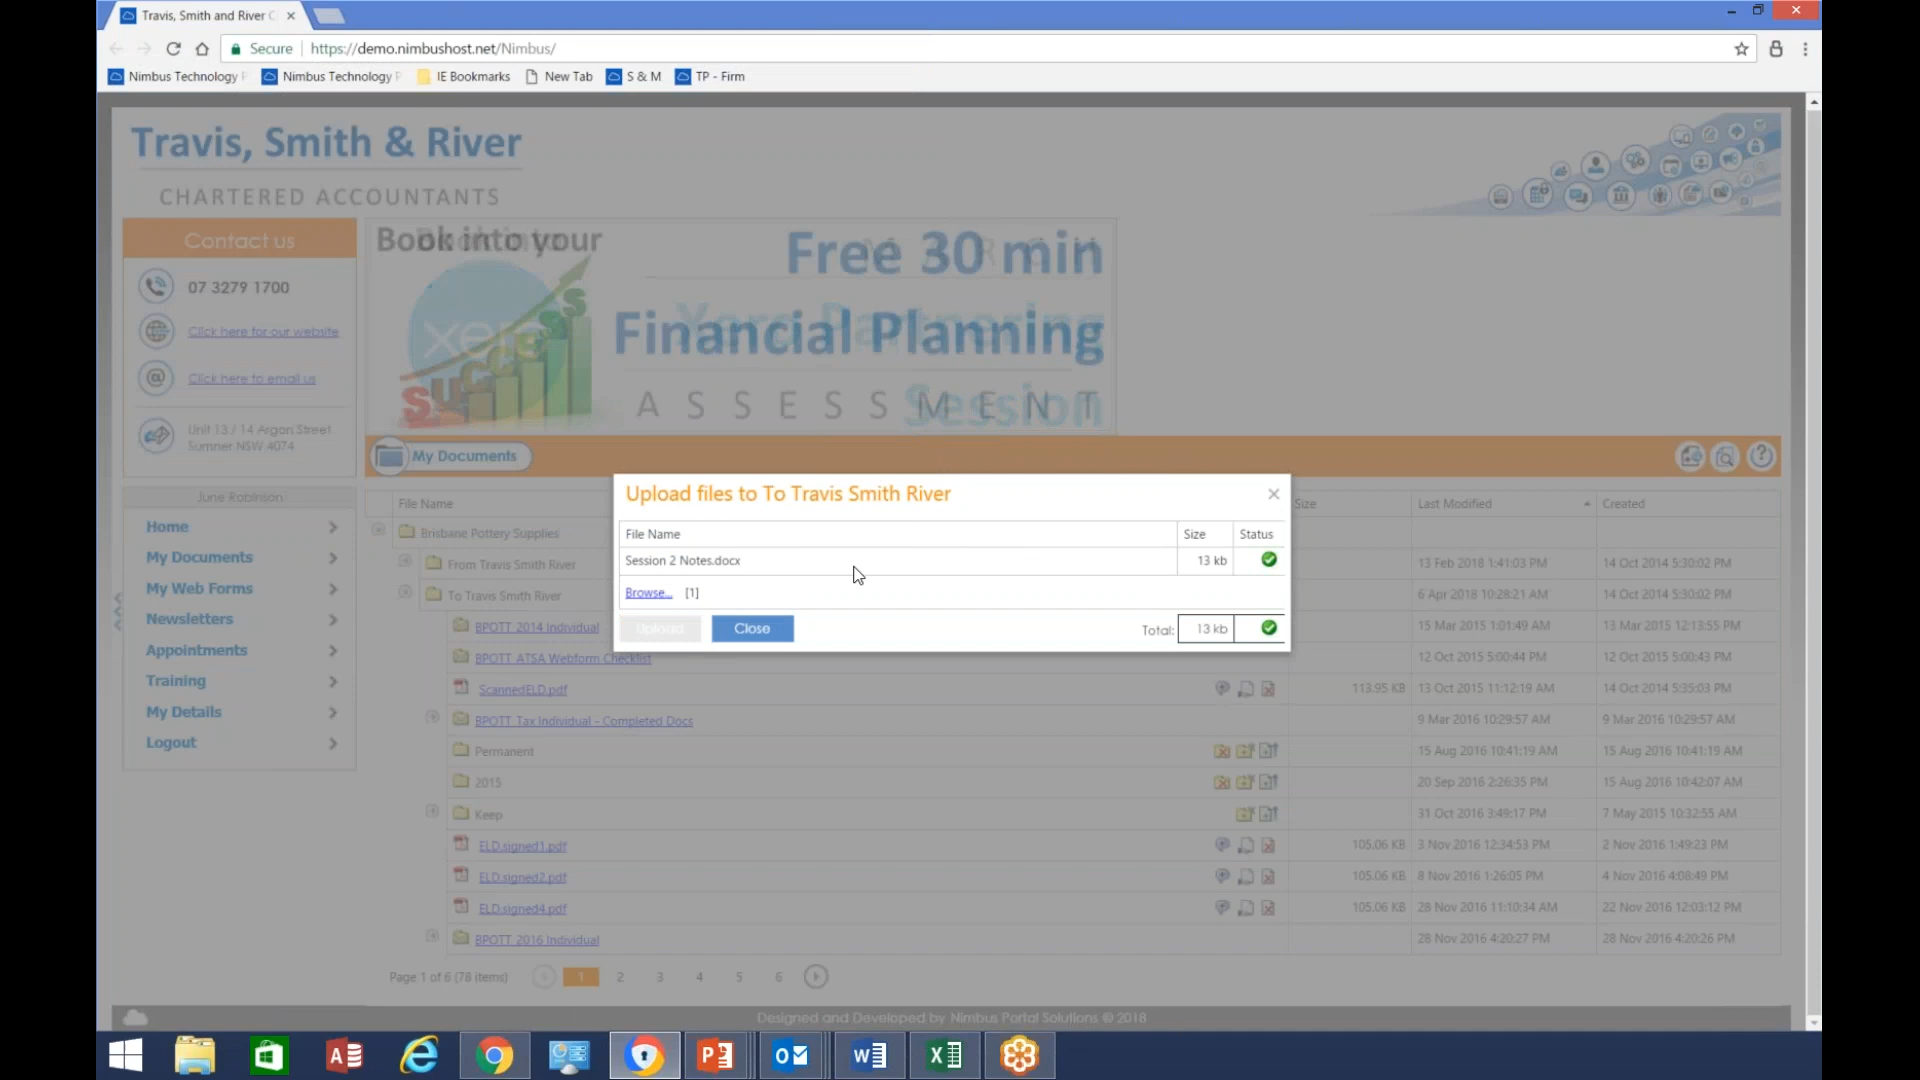 Travis, Smith and River C
Secure https://demo.nimbushost.net/Nimbus/
Nimbus Technology P Nimbus Technology P IE Bookmarks New Tab S & M TP - Firm
Travis, Smith & River
CHARTERED ACCOUNTANTS
Contact us
07 3279 1700
Click here for our website
Click here to email us
Unit 13 / 14 Argon Street
Sumner NSW 4074
Book into your
xero
SUCCESS
Free 30 min
Financial Planning
ASSESSMENT
Xero Partnering
Session
My Documents
June Robinson
Home
My Documents
My Web Forms
Newsletters
Appointments
Training
My Details
Logout
File Name Size Last Modified Created
Brisbane Pottery Supplies
From Travis Smith River 13 Feb 2018 1:41:03 PM 14 Oct 2014 5:30:02 PM
To Travis Smith River 6 Apr 2018 10:28:21 AM 14 Oct 2014 5:30:02 PM
BPOTT_2014 Individual 15 Mar 2016 1:01:49 AM 13 Mar 2015 12:13:55 PM
BPOTT_ATSA Webform Checklist 12 Oct 2015 5:00:44 PM 12 Oct 2015 5:00:43 PM
ScannedELD.pdf 113.95 KB 13 Oct 2015 11:12:19 AM 14 Oct 2014 5:35:03 PM
BPOTT_Tax Individual - Completed Docs 9 Mar 2016 10:29:57 AM 9 Mar 2016 10:29:57 AM
Permanent 15 Aug 2016 10:41:19 AM 15 Aug 2016 10:41:19 AM
2015 20 Sep 2016 2:26:35 PM 15 Aug 2016 10:42:07 AM
Keep 31 Oct 2016 3:49:17 PM 7 May 2015 10:32:55 AM
ELD.signed1.pdf 105.06 KB 3 Nov 2016 12:34:53 PM 2 Nov 2016 1:49:23 PM
ELD.signed2.pdf 105.06 KB 8 Nov 2016 1:26:05 PM 4 Nov 2016 4:08:49 PM
ELD.signed4.pdf 105.06 KB 28 Nov 2016 11:10:34 AM 22 Nov 2016 12:03:12 PM
BPOTT_2016 Individual 28 Nov 2016 4:20:27 PM 28 Nov 2016 4:20:26 PM
Page 1 of 6 (78 items) 1 2 3 4 5 6
Upload files to To Travis Smith River
File Name Size Status
Session 2 Notes.docx 13 kb
Browse... [1]
Upload Close Total: 13 kb
Designed and Developed by Nimbus Portal Solutions © 2018